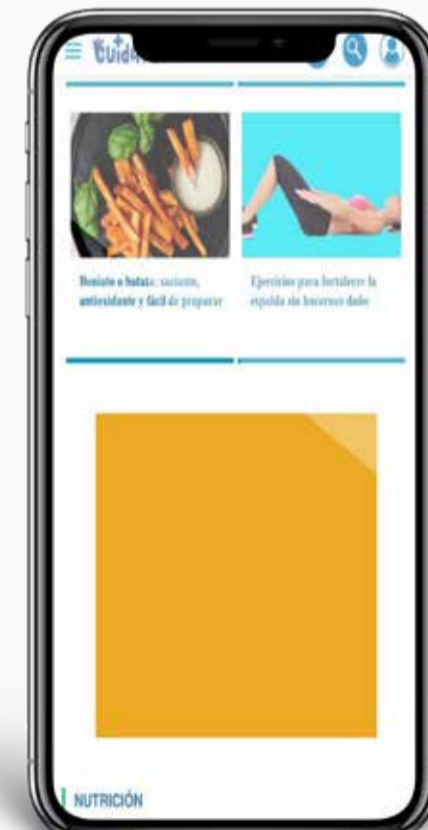 Boniato o batata: saciante,
antioxidante y fácil de preparar
Ejercicios para fortalecer la
espalda sin hacernos daño
NUTRICIÓN